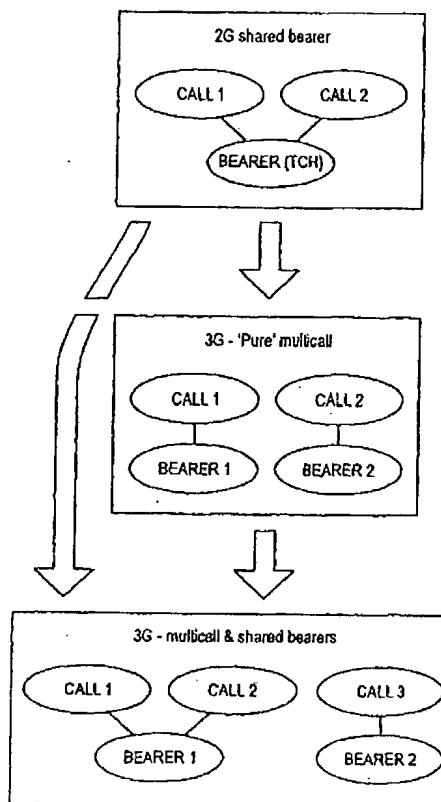 2G shared bearer
CALL 1 CALL 2
BEARER (TCH)
3G - 'Pure' multicall
CALL 1 CALL 2
BEARER 1 BEARER 2
3G - multicall & shared bearers
CALL 1 CALL 2 CALL 3
BEARER 1 BEARER 2